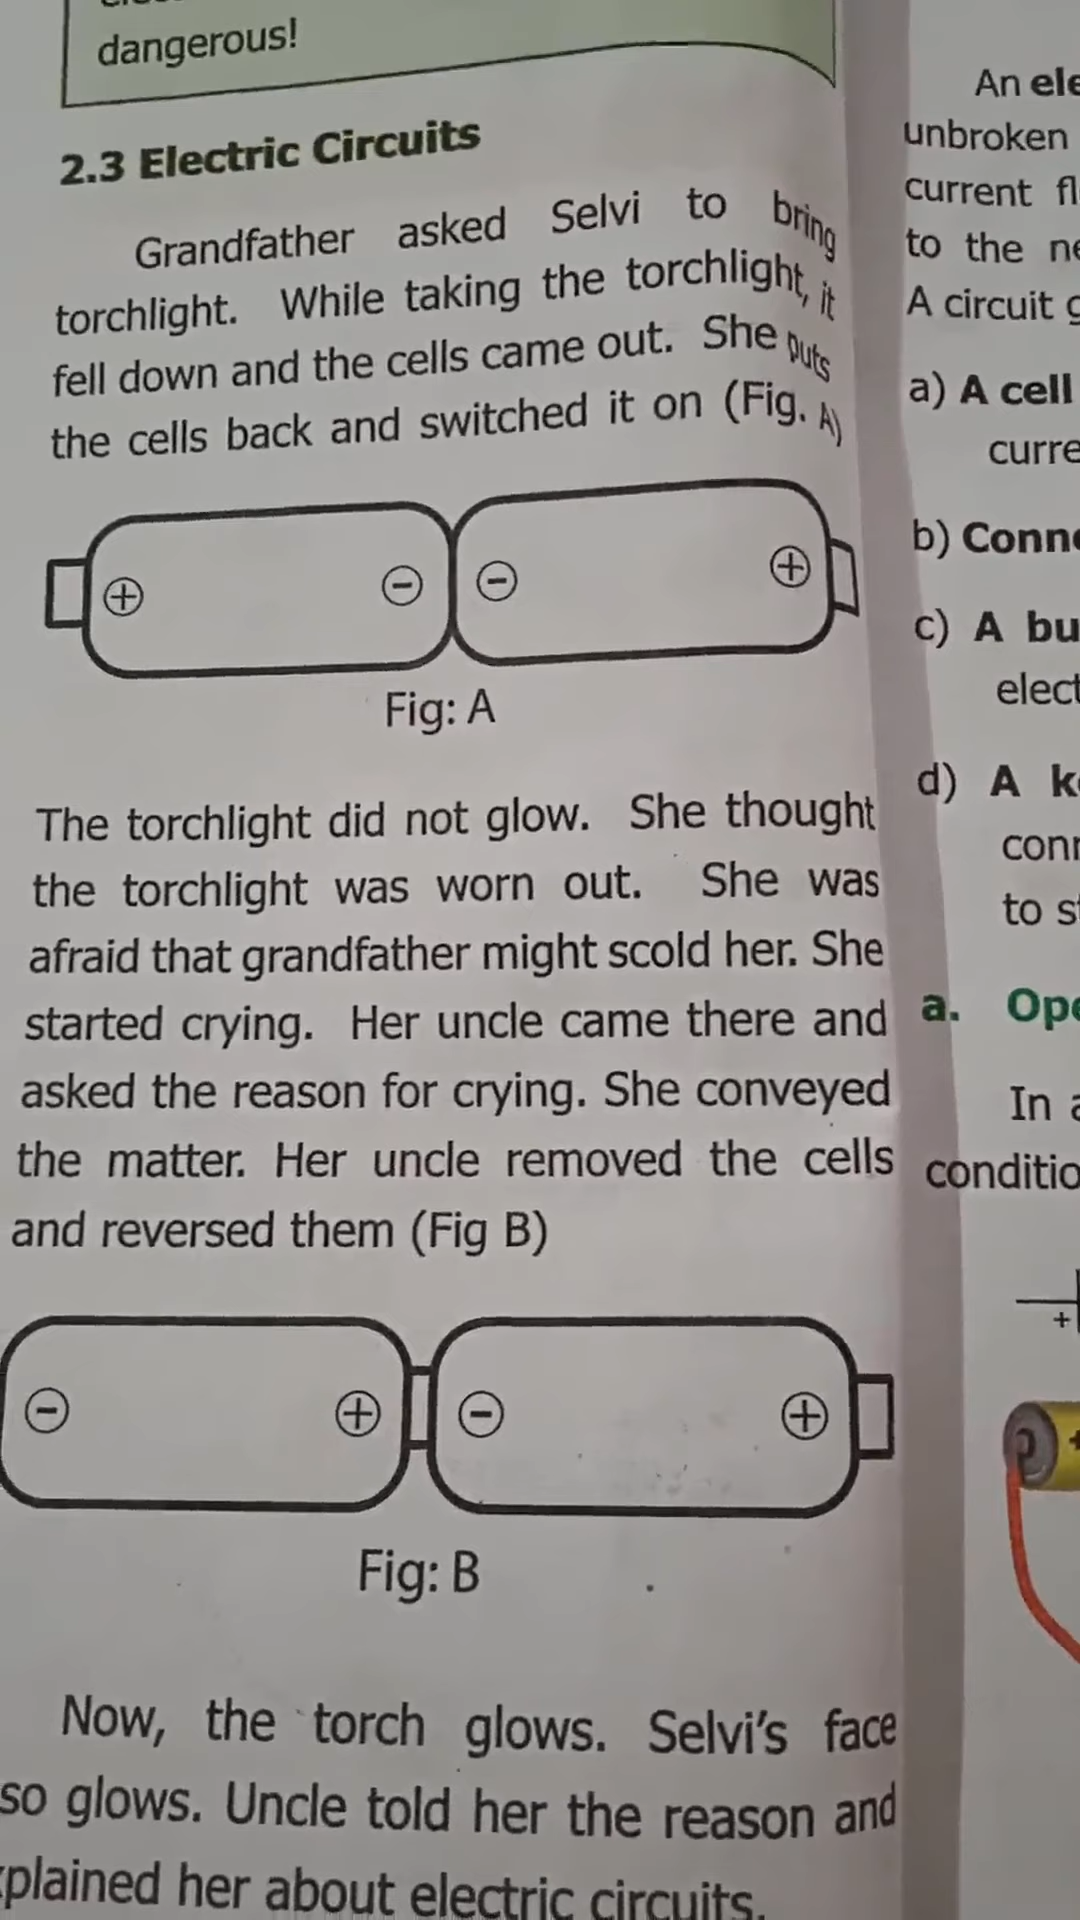 dangerous!
2.3 Electric Circuits
Grandfather asked Selvi to bring
torchlight. While taking the torchlight, it
fell down and the cells came out. She puts
the cells back and switched it on (Fig. A)
+ − − +
Fig: A
The torchlight did not glow. She thought
the torchlight was worn out. She was
afraid that grandfather might scold her. She
started crying. Her uncle came there and
asked the reason for crying. She conveyed
the matter. Her uncle removed the cells
and reversed them (Fig B)
− + − +
Fig: B
Now, the torch glows. Selvi's face
so glows. Uncle told her the reason and
plained her about electric circuits.
An ele
unbroken
current fl
to the ne
A circuit
a) A cell
curre
b) Conne
c) A bu
elect
d) A k
conn
to st
a. Ope
In a
conditio
+
+